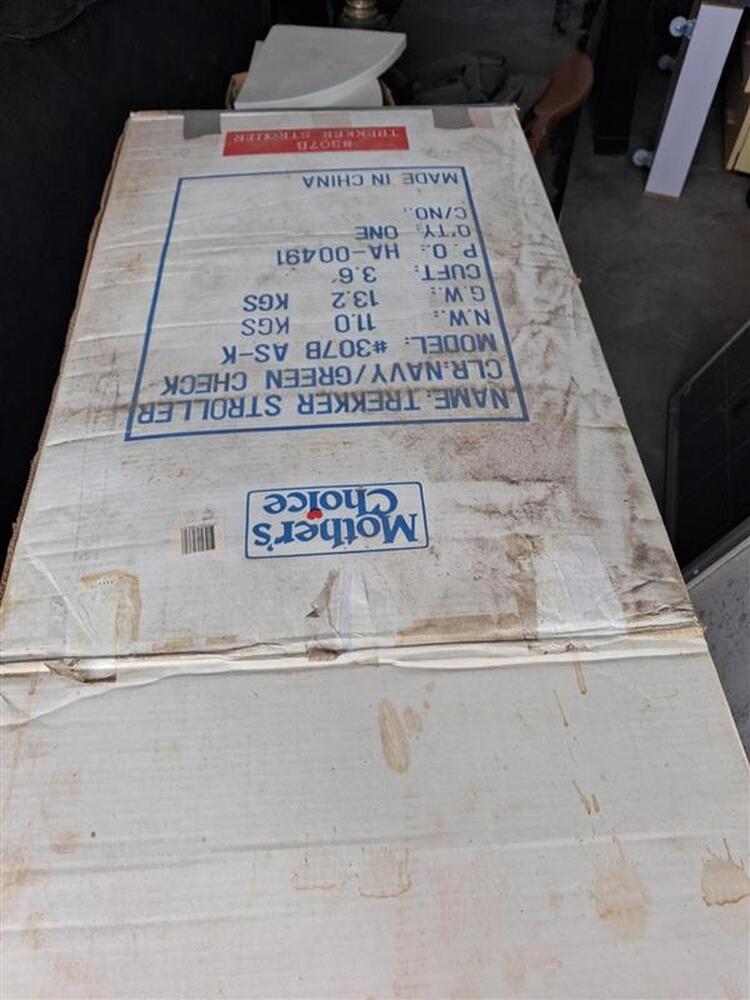 Mother's
Choice
NAME: TREKKER STROLLER
CLR:NAVY/GREEN CHECK
MODEL: #307B AS-K
N.W.: 11.0 KGS
G.W.: 13.2 KGS
CUFT: 3.6'
P.O.: HA-00491
Q'TY: ONE
C/NO.:
MADE IN CHINA
#307B
TREKKER STROLLER